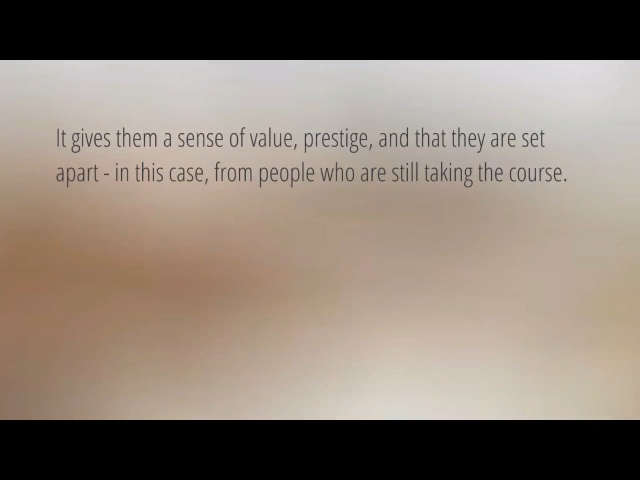 It gives them a sense of value, prestige, and that they are set
apart - in this case, from people who are still taking the course.